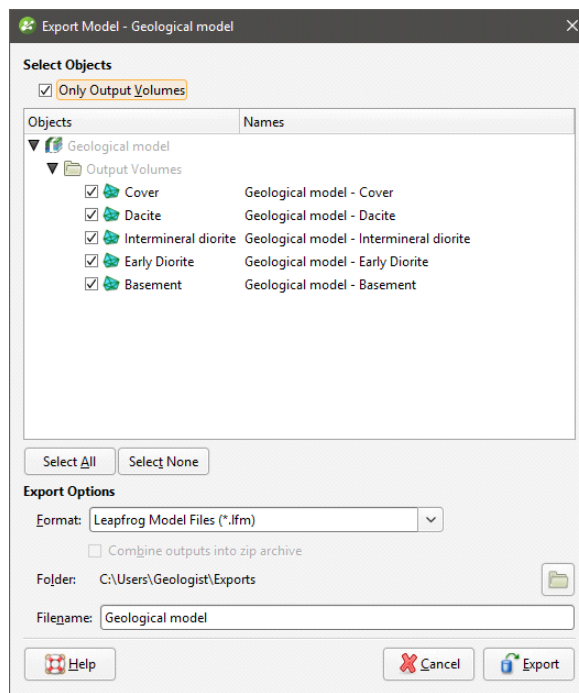 Export Model - Geological model
Select Objects
Only Output Volumes
Objects Names
Geological model
Output Volumes
Cover Geological model - Cover
Dacite Geological model - Dacite
Intermineral diorite Geological model - Intermineral diorite
Early Diorite Geological model - Early Diorite
Basement Geological model - Basement
Select All Select None
Export Options
Format: Leapfrog Model Files (*.lfm)
Combine outputs into zip archive
Folder: C:\Users\Geologist\Exports
Filename: Geological model
Help Cancel Export